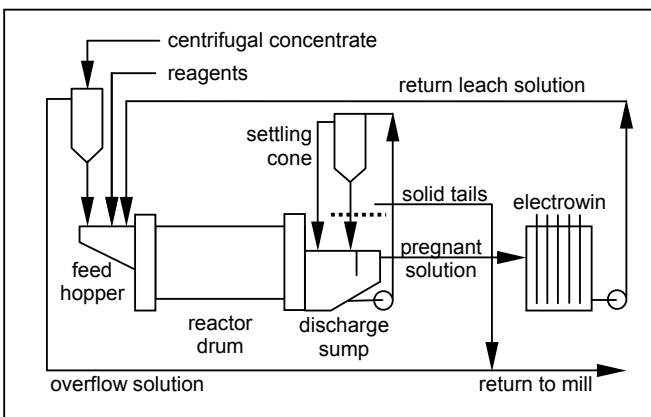 centrifugal concentrate
reagents
return leach solution
settling
cone
solid tails
electrowin
pregnant
solution
feed
hopper
reactor
drum
discharge
sump
overflow solution
return to mill